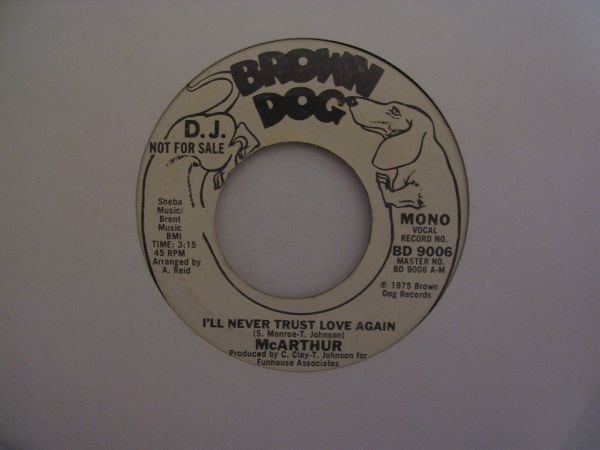 BROWN
DOG
D.J.
NOT FOR SALE
Sheba
Music/
Brent
Music
BMI
TIME: 3:15
45 RPM
Arranged by
A. Reid
MONO
VOCAL
RECORD NO.
BD 9006
MASTER NO.
BD 9006 A-M
℗ 1975 Brown
Dog Records
I'LL NEVER TRUST LOVE AGAIN
(S. Monroe-T. Johnson)
McARTHUR
Produced by C. Clay-T. Johnson for
Funhouse Associates